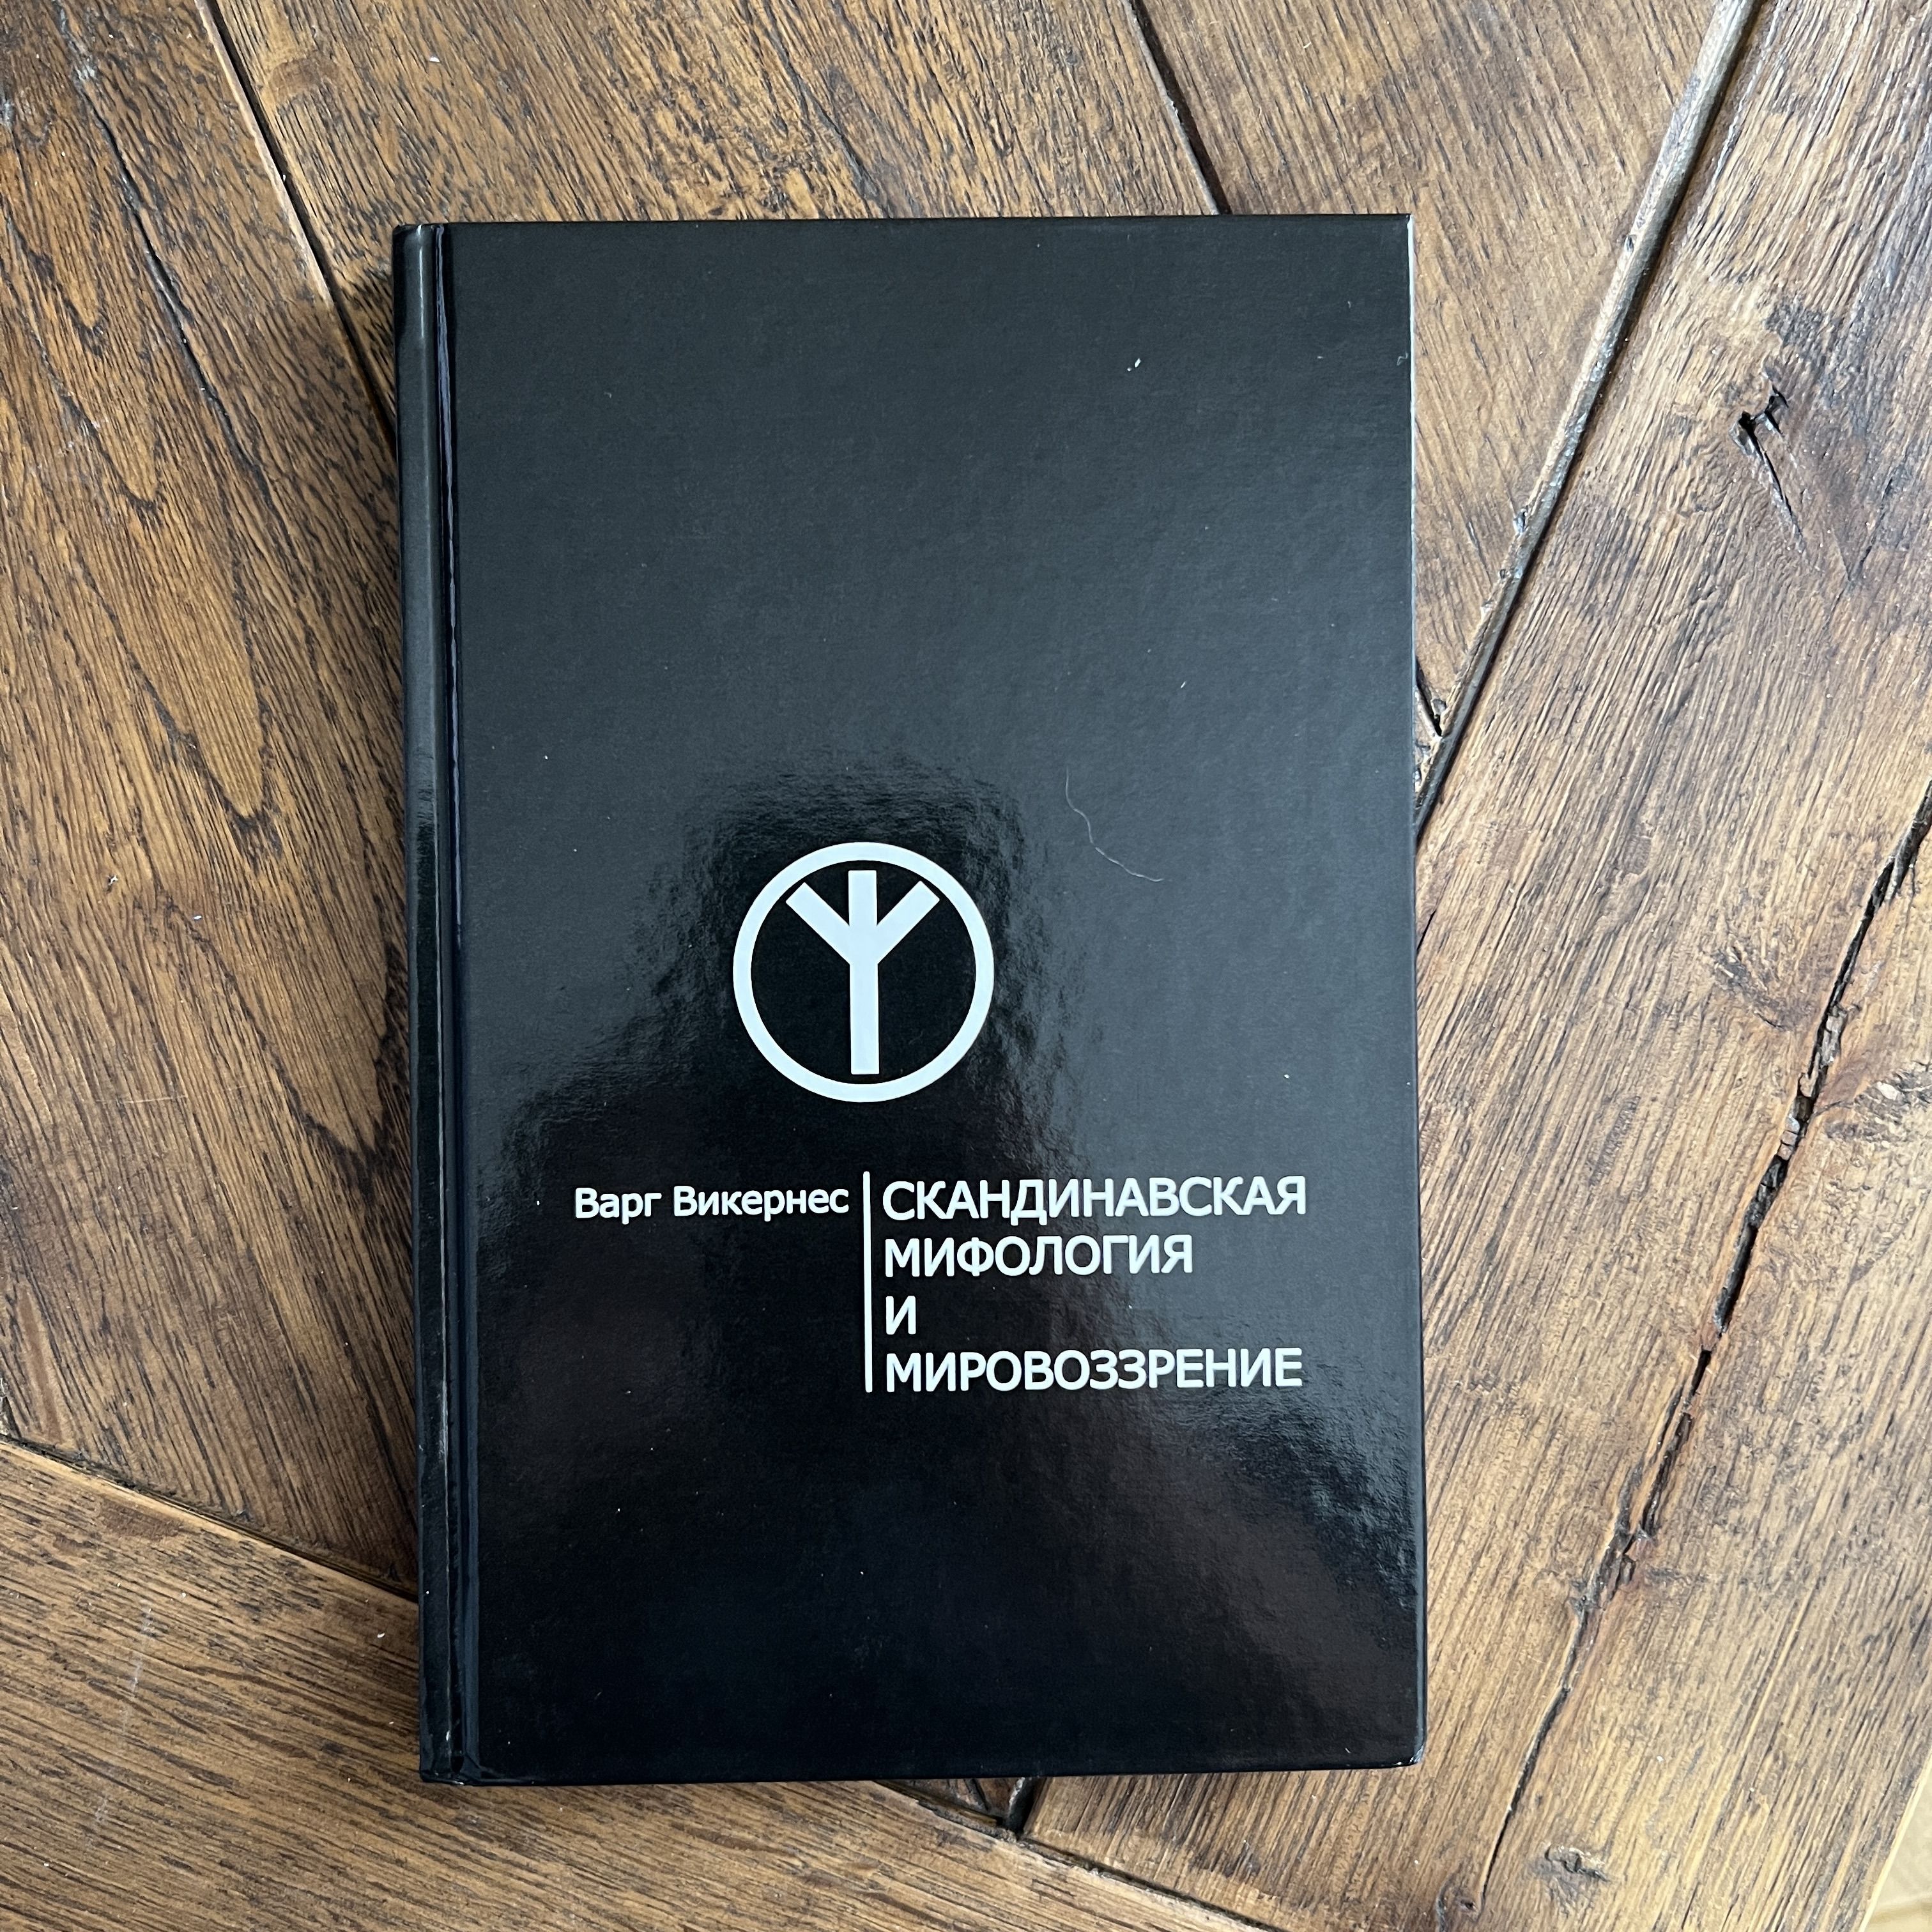 Варг Викернес
СКАНДИНАВСКАЯ
МИФОЛОГИЯ
И
МИРОВОЗЗРЕНИЕ